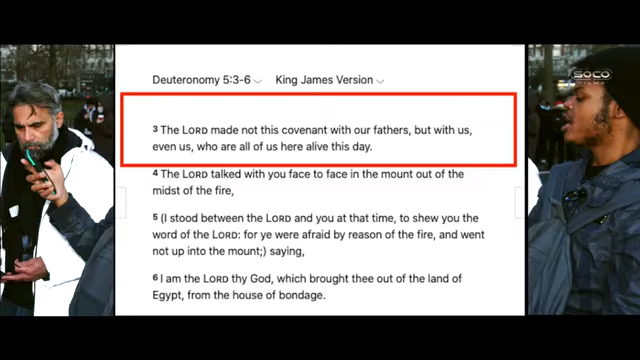 SOCO
FILMS
Deuteronomy 5:3-6 King James Version
3 The LORD made not this covenant with our fathers, but with us,
even us, who are all of us here alive this day.
4 The LORD talked with you face to face in the mount out of the
midst of the fire,
5 (I stood between the LORD and you at that time, to shew you the
word of the LORD: for ye were afraid by reason of the fire, and went
not up into the mount;) saying,
6 I am the LORD thy God, which brought thee out of the land of
Egypt, from the house of bondage.